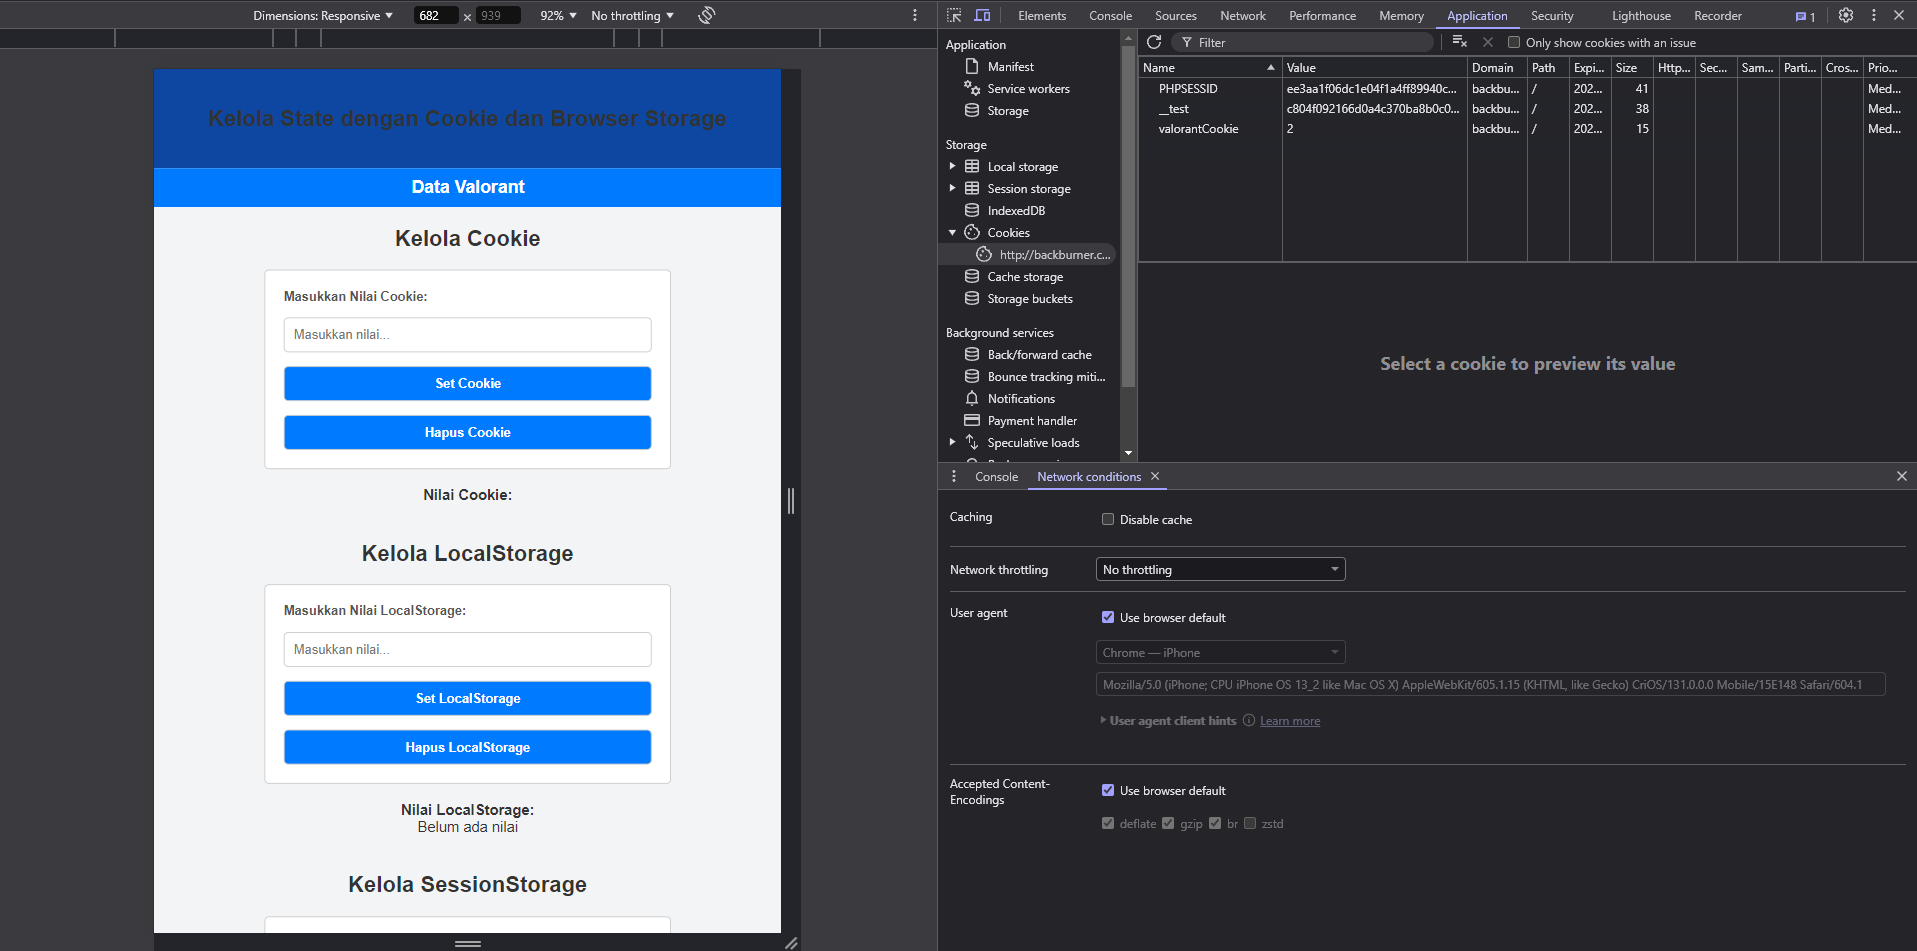 Dimensions: Responsive 682 × 939 92% No throttling
Kelola State dengan Cookie dan Browser Storage
Data Valorant
Kelola Cookie
Masukkan Nilai Cookie:
Masukkan nilai...
Set Cookie
Hapus Cookie
Nilai Cookie:
Kelola LocalStorage
Masukkan Nilai LocalStorage:
Masukkan nilai...
Set LocalStorage
Hapus LocalStorage
Nilai LocalStorage:
Belum ada nilai
Kelola SessionStorage
Elements Console Sources Network Performance Memory Application Security Lighthouse Recorder 1
Application
Manifest
Service workers
Storage
Storage
Local storage
Session storage
IndexedDB
Cookies
http://backburner.c...
Cache storage
Storage buckets
Background services
Back/forward cache
Bounce tracking miti...
Notifications
Payment handler
Speculative loads
Filter Only show cookies with an issue
Name Value Domain Path Expi... Size Http... Sec... Sam... Parti... Cros... Prio...
PHPSESSID ee3aa1f06dc1e04f1a4ff89940c... backbu... / 202... 41 Med...
__test c804f092166d0a4c370ba8b0c0... backbu... / 202... 38 Med...
valorantCookie 2 backbu... / 202... 15 Med...
Select a cookie to preview its value
Console Network conditions
Caching Disable cache
Network throttling No throttling
User agent Use browser default
Chrome — iPhone
Mozilla/5.0 (iPhone; CPU iPhone OS 13_2 like Mac OS X) AppleWebKit/605.1.15 (KHTML, like Gecko) CriOS/131.0.0.0 Mobile/15E148 Safari/604.1
User agent client hints Learn more
Accepted Content-
Encodings
Use browser default
deflate gzip br zstd